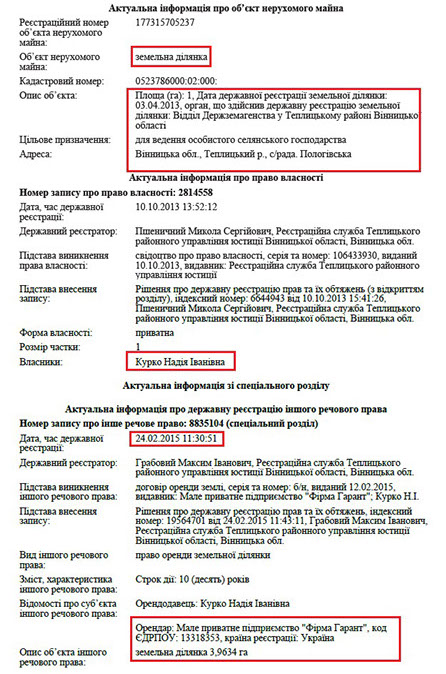 Актуальна інформація про об'єкт нерухомого майна
Реєстраційний номер 177315705237
об'єкта нерухомого
майна:
Об'єкт нерухомого земельна ділянка
майна:
Кадастровий номер: 0523786000:02:000:
Опис об'єкта: Площа (га): 1, Дата державної реєстрації земельної ділянки:
03.04.2013, орган, що здійснив державну реєстрацію земельної
ділянки: Відділ Держземагенства у Теплицькому районі Вінницької
області
Цільове призначення: для ведення особистого селянського господарства
Адреса: Вінницька обл., Теплицький р., с/рада. Пологівська
Актуальна інформація про право власності
Номер запису про право власності: 2814558
Дата, час державної 10.10.2013 13:52:12
реєстрації:
Державний реєстратор: Пшеничний Микола Сергійович, Реєстраційна служба Теплицького
районного управління юстиції Вінницької області, Вінницька обл.
Підстава виникнення свідоцтво про право власності, серія та номер: 106433930, виданий
права власності: 10.10.2013, видавник: Реєстраційна служба Теплицького районного
управління юстиції
Підстава внесення Рішення про державну реєстрацію прав та їх обтяжень (з відкриттям
запису: розділу), індексний номер: 6644943 від 10.10.2013 15:41:26,
Пшеничний Микола Сергійович, Реєстраційна служба Теплицького
районного управління юстиції Вінницької області, Вінницька обл.
Форма власності: приватна
Розмір частки: 1
Власники: Курко Надія Іванівна
Актуальна інформація зі спеціального розділу
Актуальна інформація про державну реєстрацію іншого речового права
Номер запису про інше речове право: 8835104 (спеціальний розділ)
Дата, час державної 24.02.2015 11:30:51
реєстрації:
Державний реєстратор: Грабовий Максим Іванович, Реєстраційна служба Теплицького
районного управління юстиції Вінницької області, Вінницька обл.
Підстава виникнення договір оренди землі, серія та номер: б/н, виданий 12.02.2015,
іншого речового права: видавник: Мале приватне підприємство "Фірма Гарант"; Курко Н.І.
Підстава внесення Рішення про державну реєстрацію прав та їх обтяжень, індексний
запису: номер: 19564701 від 24.02.2015 11:43:11, Грабовий Максим Іванович,
Реєстраційна служба Теплицького районного управління юстиції
Вінницької області, Вінницька обл.
Вид іншого речового право оренди земельної ділянки
права:
Зміст, характеристика Строк дії: 10 (десять) років
іншого речового права:
Відомості про суб'єкта Орендодавець: Курко Надія Іванівна
іншого речового права:
Орендар: Мале приватне підприємство "Фірма Гарант", код
ЄДРПОУ: 13318353, країна реєстрації: Україна
Опис об'єкта іншого земельна ділянка 3,9634 га
речового права: